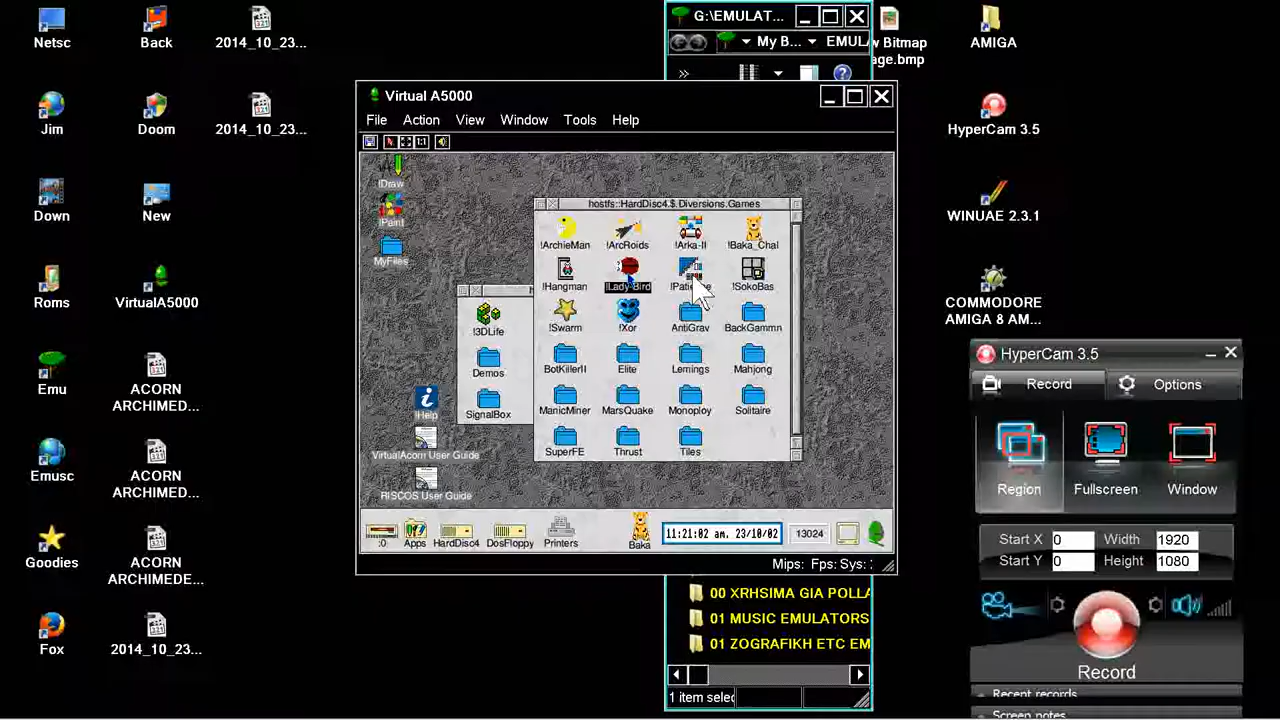 Netsc
Back
2014_10_23...
Jim
Doom
2014_10_23...
Down
New
Roms
VirtualA5000
Emu
ACORN
ARCHIMED...
Emusc
ACORN
ARCHIMED...
Goodies
ACORN
ARCHIMEDE...
Fox
2014_10_23...
G:\EMULAT...
My B...
EMUL
w Bitmap
age.bmp
AMIGA
HyperCam 3.5
WINUAE 2.3.1
COMMODORE
AMIGA 8 AM...
Virtual A5000
File Action View Window Tools Help
1:1
!Draw
!Paint
MyFiles
!Help
VirtualAcorn User Guide
RISCOS User Guide
!3DLife
Demos
SignalBox
hostfs::HardDisc4.$.Diversions.Games
!ArchieMan !ArcRoids !Arka-II !Baka_Chal
!Hangman !Lady-Bird !Patie !SokoBas
!Swarm !Xor AntiGrav BackGammn
BotKillerII Elite Lemings Mahjong
ManicMiner MarsQuake Monoploy Solitaire
SuperFE Thrust Tiles
:0 Apps HardDisc4 DosFloppy Printers Baka
11:21:02 am. 23/10/02
13024
Mips: Fps: Sys:
00 XRHSIMA GIA POLLA
01 MUSIC EMULATORS
01 ZOGRAFIKH ETC EM
1 item selec
HyperCam 3.5
Record
Options
Region
Fullscreen
Window
Start X 0 Width 1920
Start Y 0 Height 1080
Record
Recent records
Screen notes